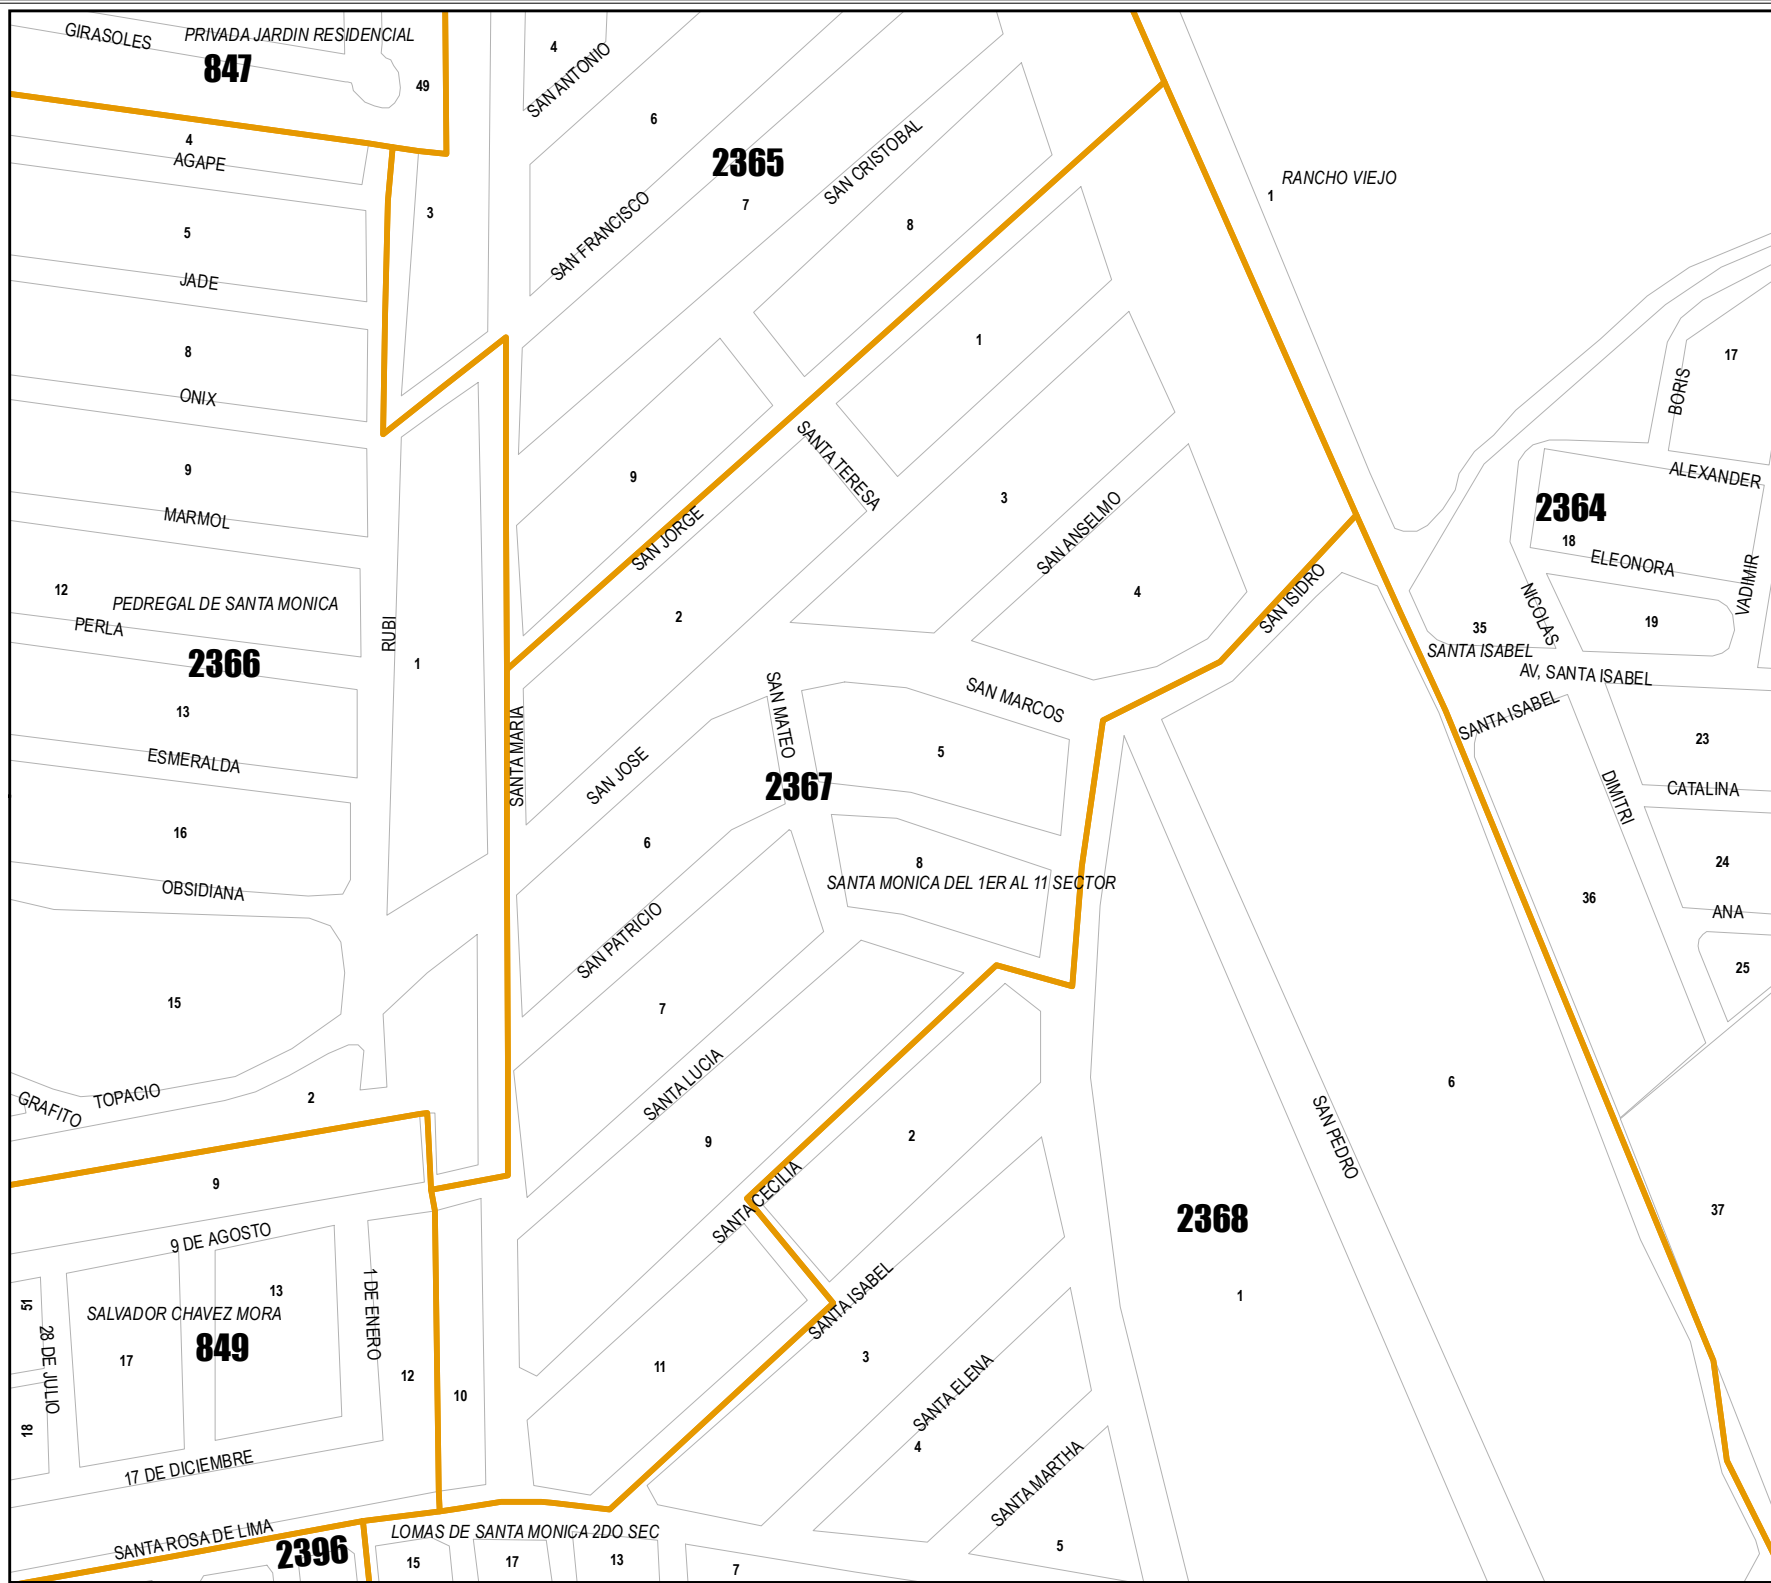 GIRASOLES
PRIVADA JARDIN RESIDENCIAL
847
49
4
AGAPE
5
JADE
8
ONIX
9
MARMOL
12
PEDREGAL DE SANTA MONICA
PERLA
2366
13
ESMERALDA
16
OBSIDIANA
15
TOPACIO
GRAFITO
2
RUBI
1
3
4
SAN ANTONIO
6
2365
SAN FRANCISCO
7
SAN CRISTOBAL
8
9
SAN JORGE
SANTA TERESA
1
3
SAN ANSELMO
4
2
SAN ISIDRO
SANTA MARIA
SAN JOSE
SAN MATEO
SAN MARCOS
5
2367
6
8
SANTA MONICA DEL 1ER AL 11 SECTOR
SAN PATRICIO
7
SANTA LUCIA
9
SANTA CECILIA
2
SANTA ISABEL
11
3
SANTA ELENA
4
SANTA MARTHA
5
2368
1
SAN PEDRO
6
RANCHO VIEJO
1
17
BORIS
ALEXANDER
2364
18
ELEONORA
VADIMIR
NICOLAS
19
35
SANTA ISABEL
AV, SANTA ISABEL
SANTA ISABEL
23
DIMITRI
CATALINA
24
36
ANA
25
37
9
9 DE AGOSTO
51
13
SALVADOR CHAVEZ MORA
849
28 DE JULIO
17
1 DE ENERO
12
10
18
17 DE DICIEMBRE
SANTA ROSA DE LIMA
2396
LOMAS DE SANTA MONICA 2DO SEC
15
17
13
7